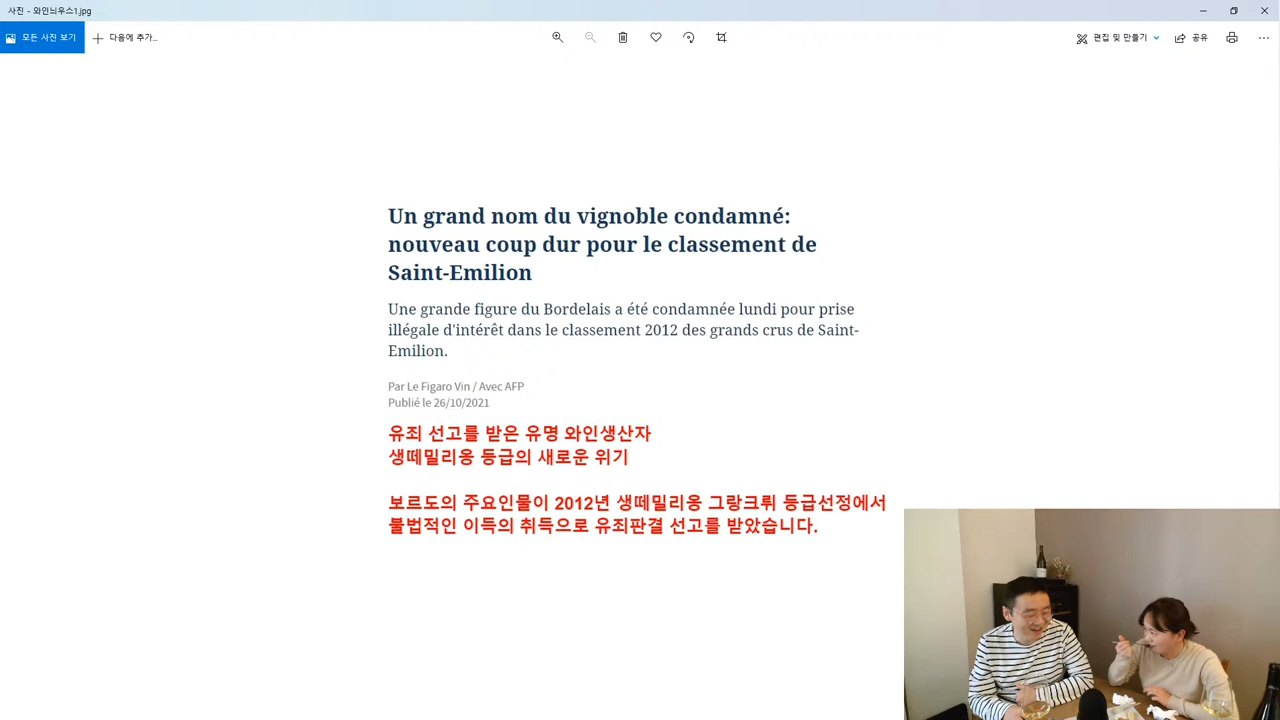 사진 - 와인늬우스1.jpg
모든 사진 보기
다음에 추가...
편집 및 만들기
공유
Un grand nom du vignoble condamné:
nouveau coup dur pour le classement de
Saint-Emilion
Une grande figure du Bordelais a été condamnée lundi pour prise
illégale d'intérêt dans le classement 2012 des grands crus de Saint-
Emilion.
Par Le Figaro Vin / Avec AFP
Publié le 26/10/2021
유죄 선고를 받은 유명 와인생산자
생떼밀리옹 등급의 새로운 위기
보르도의 주요인물이 2012년 생떼밀리옹 그랑크뤼 등급선정에서
불법적인 이득의 취득으로 유죄판결 선고를 받았습니다.